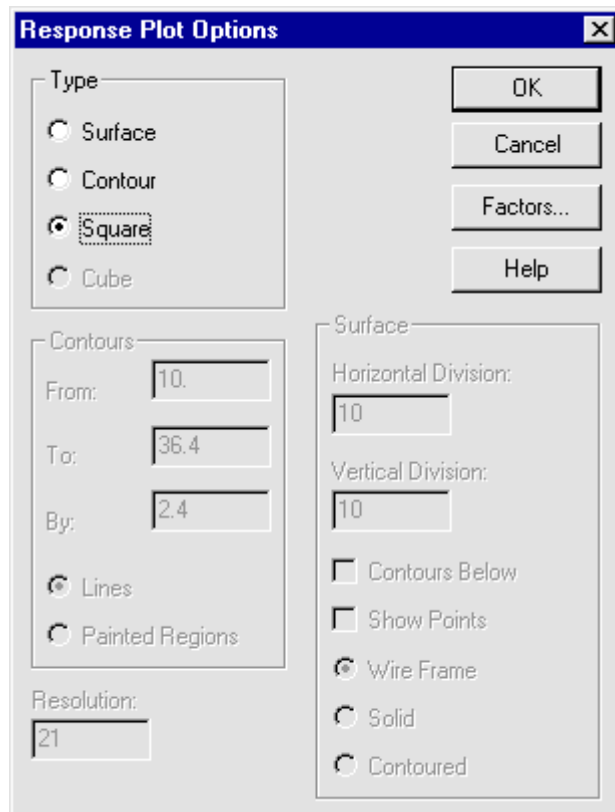 Response Plot Options
Type
Surface
Contour
Square
Cube
OK
Cancel
Factors...
Help
Contours
From:
10.
To:
36.4
By:
2.4
Lines
Painted Regions
Resolution:
21
Surface
Horizontal Division:
10
Vertical Division:
10
Contours Below
Show Points
Wire Frame
Solid
Contoured